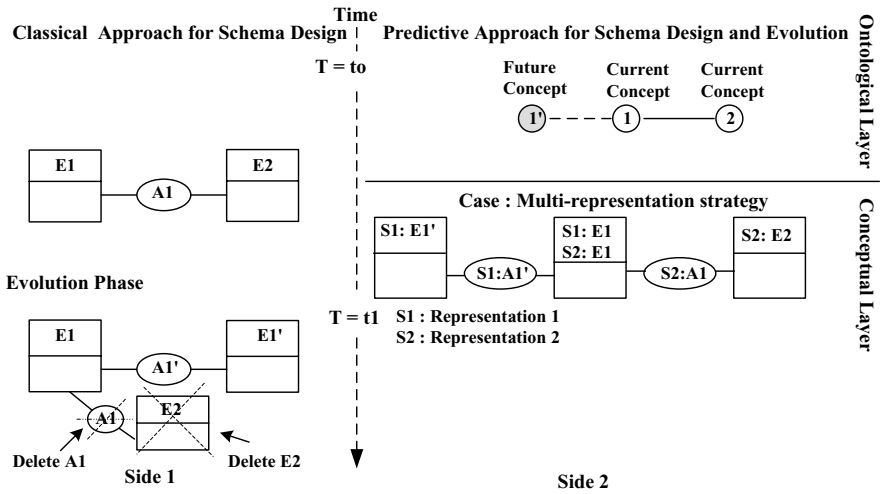 Time
Classical Approach for Schema Design
Predictive Approach for Schema Design and Evolution
T = to
Future Concept
Current Concept
Current Concept
1'
1
2
Ontological Layer
E1
A1
E2
Case : Multi-representation strategy
S1: E1'
S1:A1'
S1: E1
S2: E1
S2:A1
S2: E2
Conceptual Layer
Evolution Phase
T = t1
S1 : Representation 1
S2 : Representation 2
E1
A1'
E1'
A1
E2
Delete A1
Delete E2
Side 1
Side 2